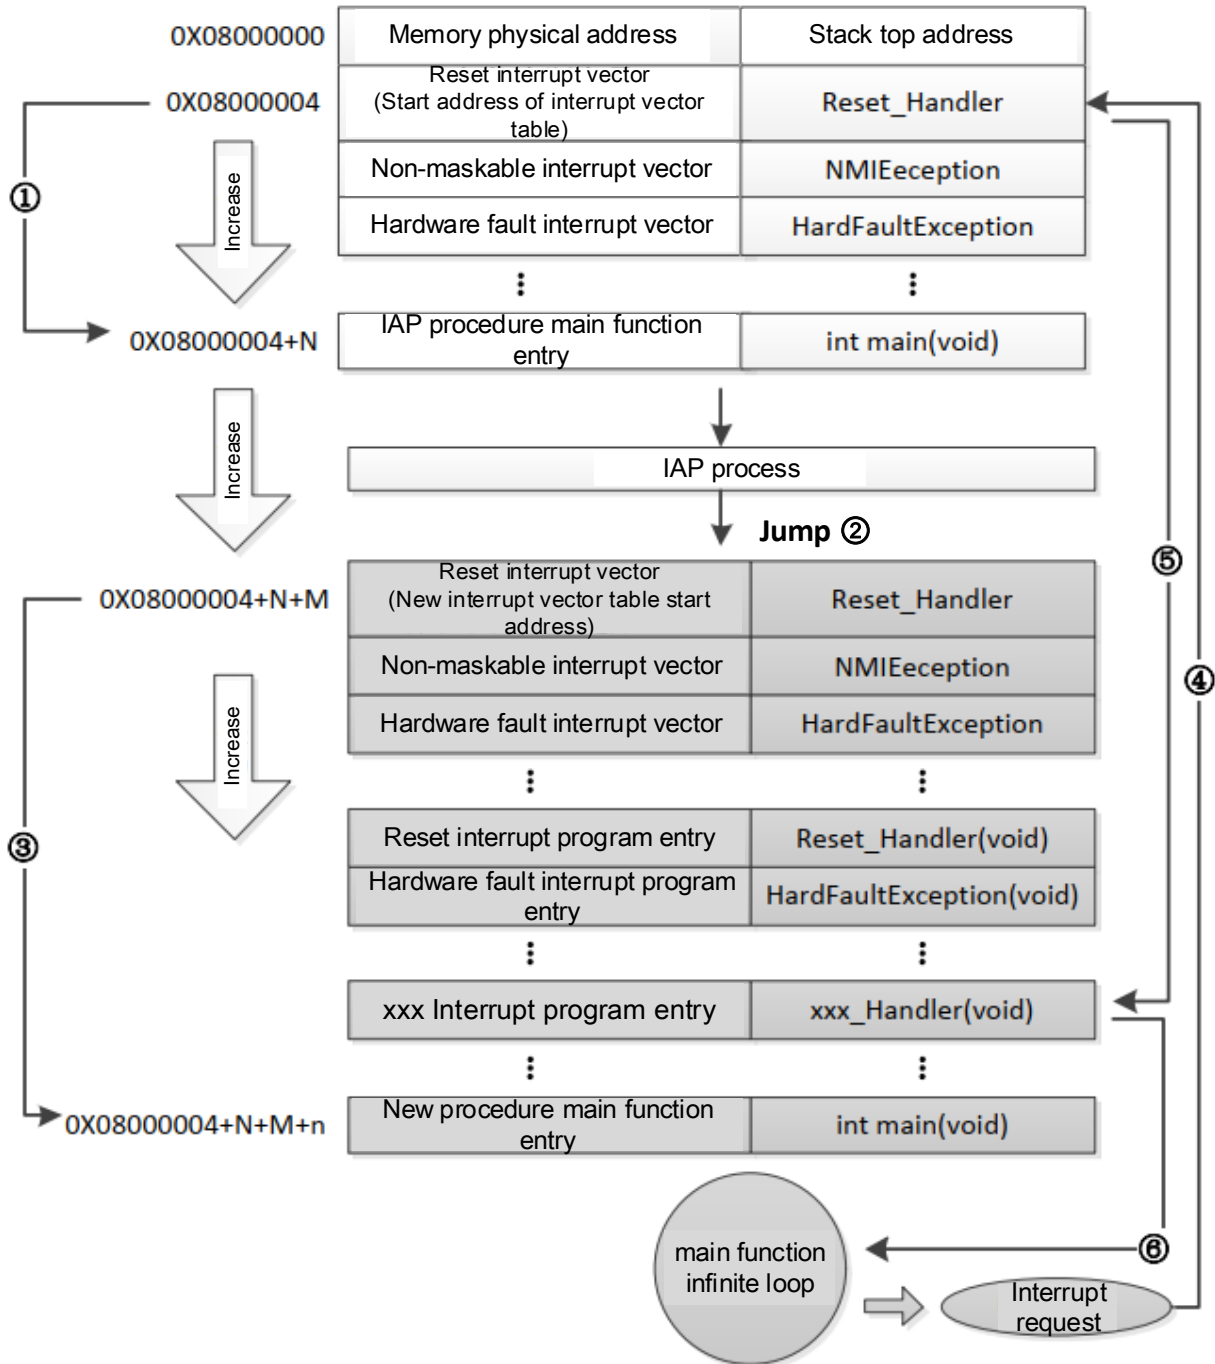 0X08000000
Memory physical address
Stack top address
0X08000004
Reset interrupt vector
(Start address of interrupt vector
table)
Reset_Handler
Non-maskable interrupt vector
NMIEeception
①
Increase
Hardware fault interrupt vector
HardFaultException
0X08000004+N
IAP procedure main function
entry
int main(void)
Increase
IAP process
Jump ②
⑤
0X08000004+N+M
Reset interrupt vector
(New interrupt vector table start
address)
Reset_Handler
Non-maskable interrupt vector
NMIEeception
④
Hardware fault interrupt vector
HardFaultException
Increase
③
Reset interrupt program entry
Reset_Handler(void)
Hardware fault interrupt program
entry
HardFaultException(void)
xxx Interrupt program entry
xxx_Handler(void)
0X08000004+N+M+n
New procedure main function
entry
int main(void)
⑥
main function
infinite loop
Interrupt
request